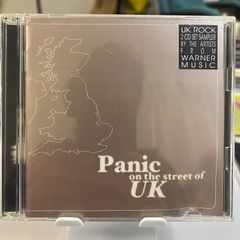 UK ROCK
2 CD SET SAMPLER
BY THE ARTISTS
FROM
WARNER
MUSIC
Panic
on the street of
UK